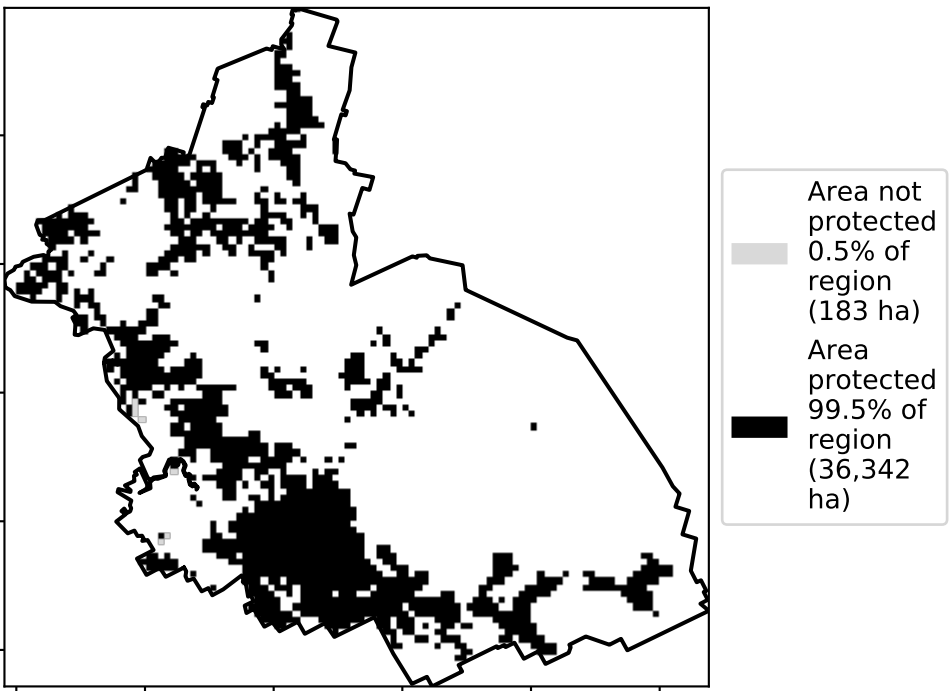 Area not
protected
0.5% of
region
(183 ha)
Area
protected
99.5% of
region
(36,342
ha)